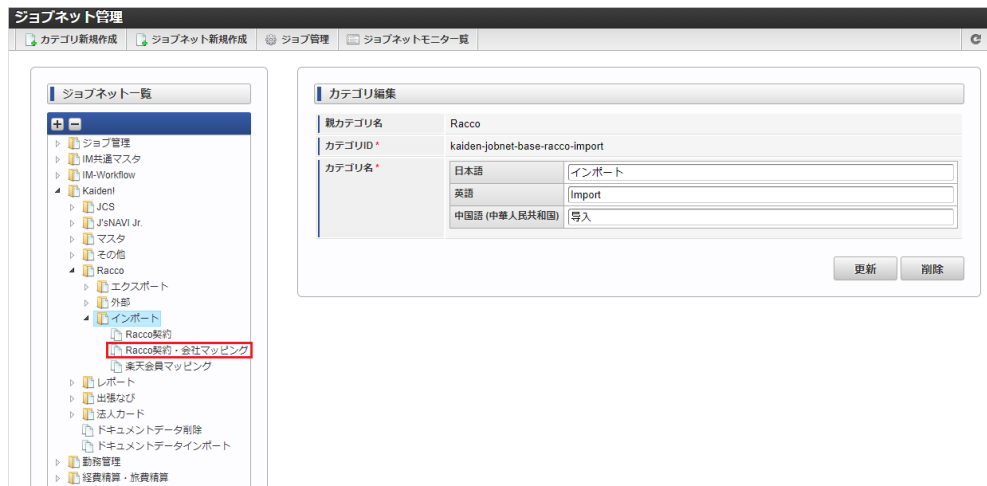 ジョブネット管理
カテゴリ新規作成 ジョブネット新規作成 ジョブ管理 ジョブネットモニター覧
ジョブネット一覧
ジョブ管理
IM共通マスタ
IM-Workflow
Kaiden!
JCS
J'sNAVI Jr.
マスタ
その他
Racco
エクスポート
外部
インポート
Racco契約
Racco契約・会社マッピング
楽天会員マッピング
レポート
出張なび
法人カード
ドキュメントデータ削除
ドキュメントデータインポート
勤務管理
経費精算・旅費精算
カテゴリ編集
親カテゴリ名 Racco
カテゴリID * kaiden-jobnet-base-racco-import
カテゴリ名 *
日本語 インポート
英語 Import
中国語 (中華人民共和国) 导入
更新 削除